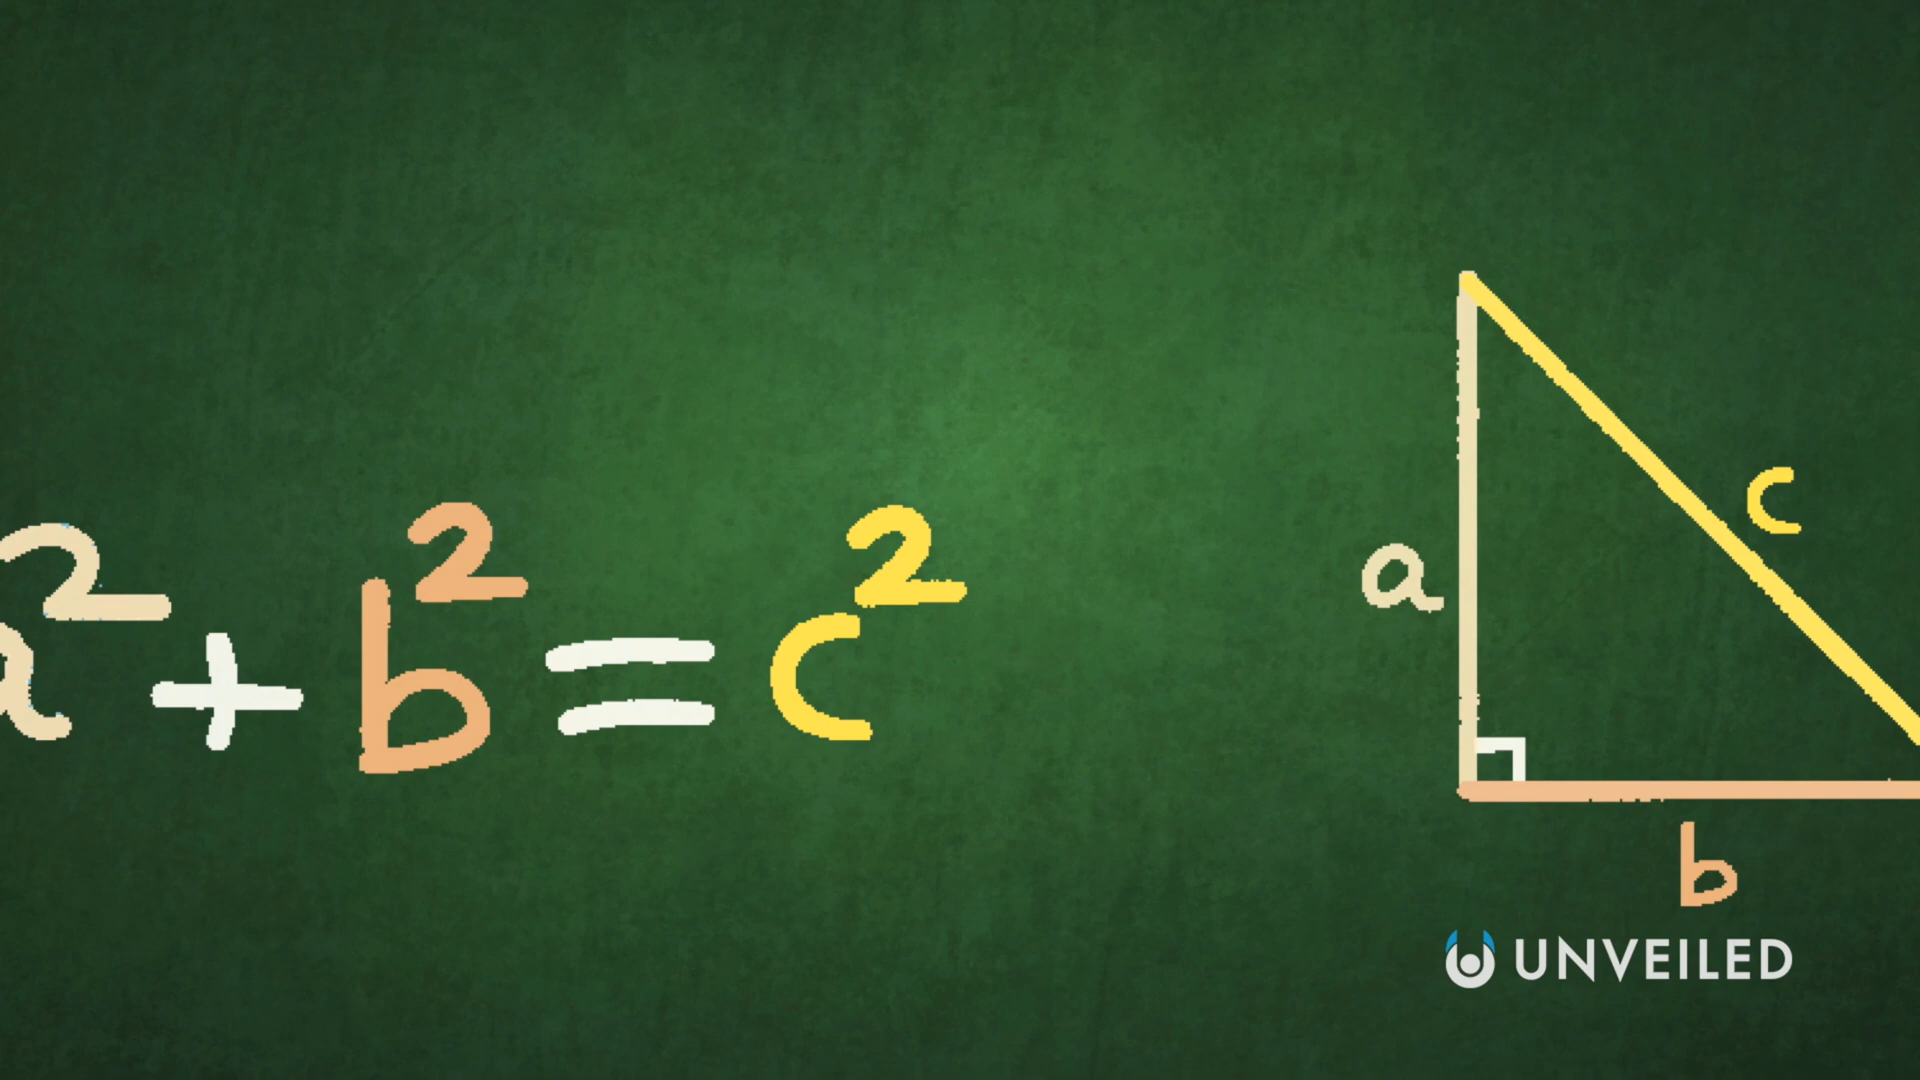 a² + b² = c²
c
a
b
UNVEILED